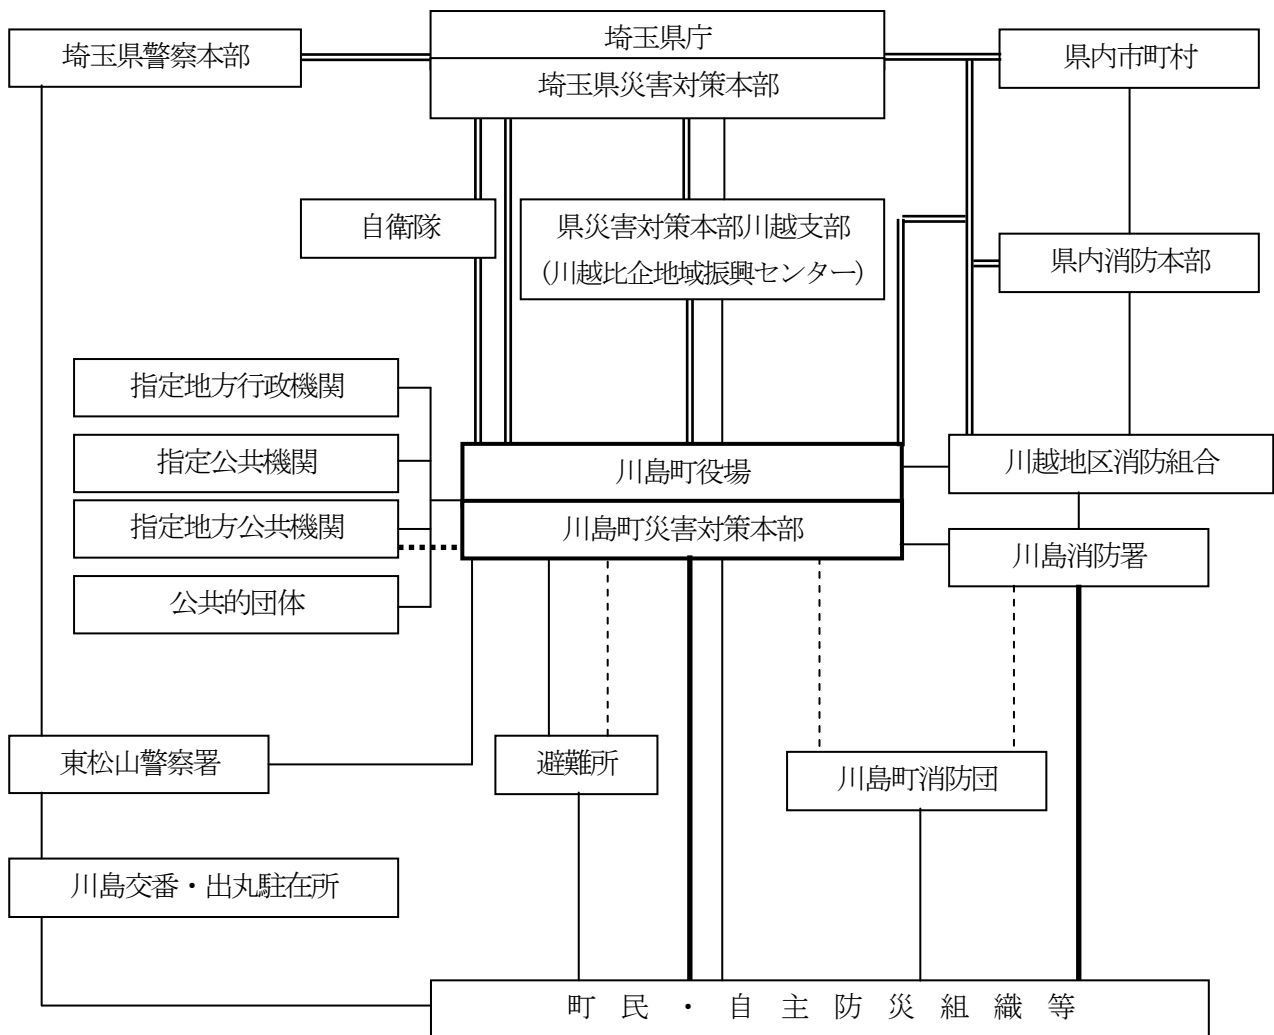 埼玉県庁
埼玉県警察本部
県内市町村
埼玉県災害対策本部
自衛隊
県災害対策本部川越支部
（川越比企地域振興センター）
県内消防本部
指定地方行政機関
指定公共機関
川島町役場
川越地区消防組合
指定地方公共機関
川島町災害対策本部
川島消防署
公共的団体
東松山警察署
避難所
川島町消防団
川島交番・出丸駐在所
町民・自主防災組織等